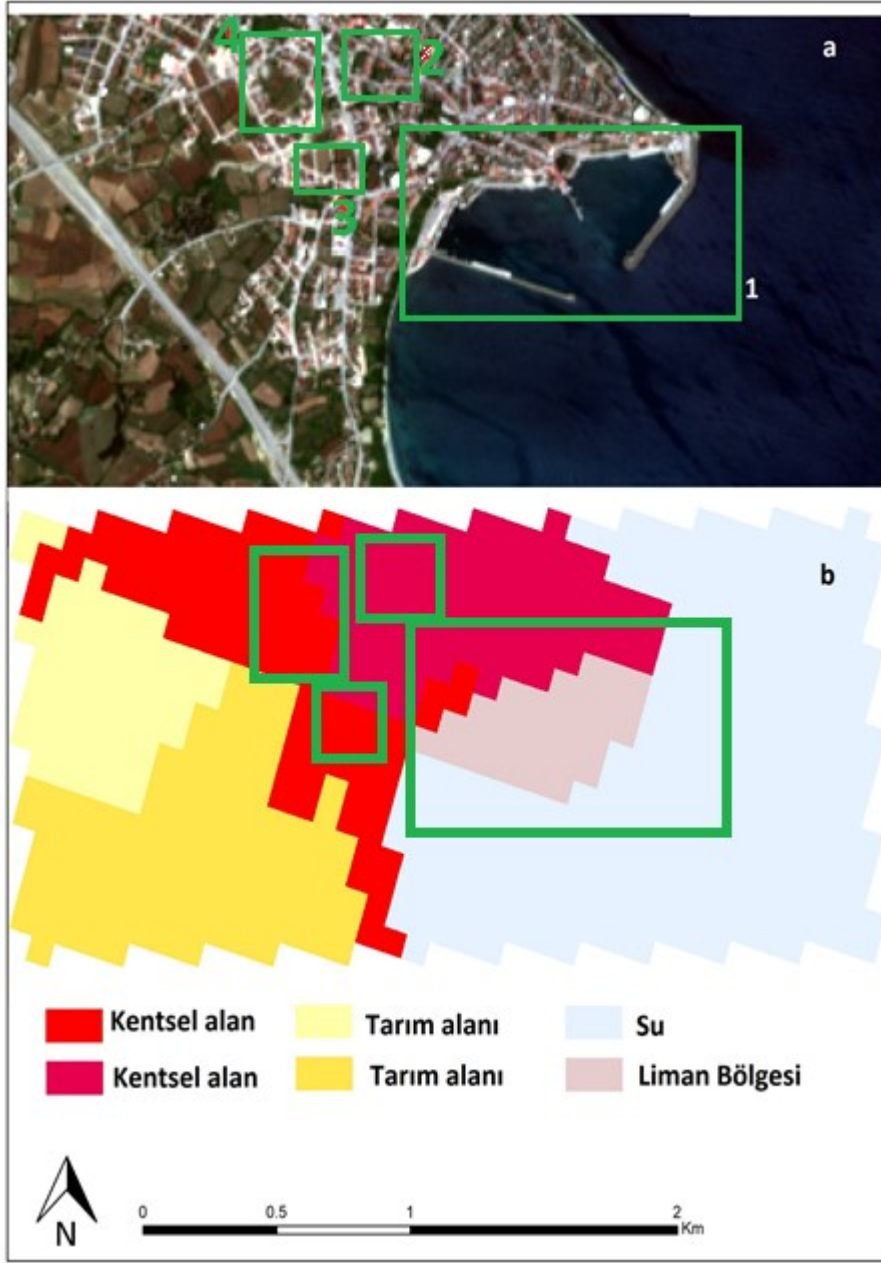 a
4
2
3
1
b
Kentsel alan Tarım alanı Su
Kentsel alan Tarım alanı Liman Bölgesi
N
0 0.5 1 2
Km